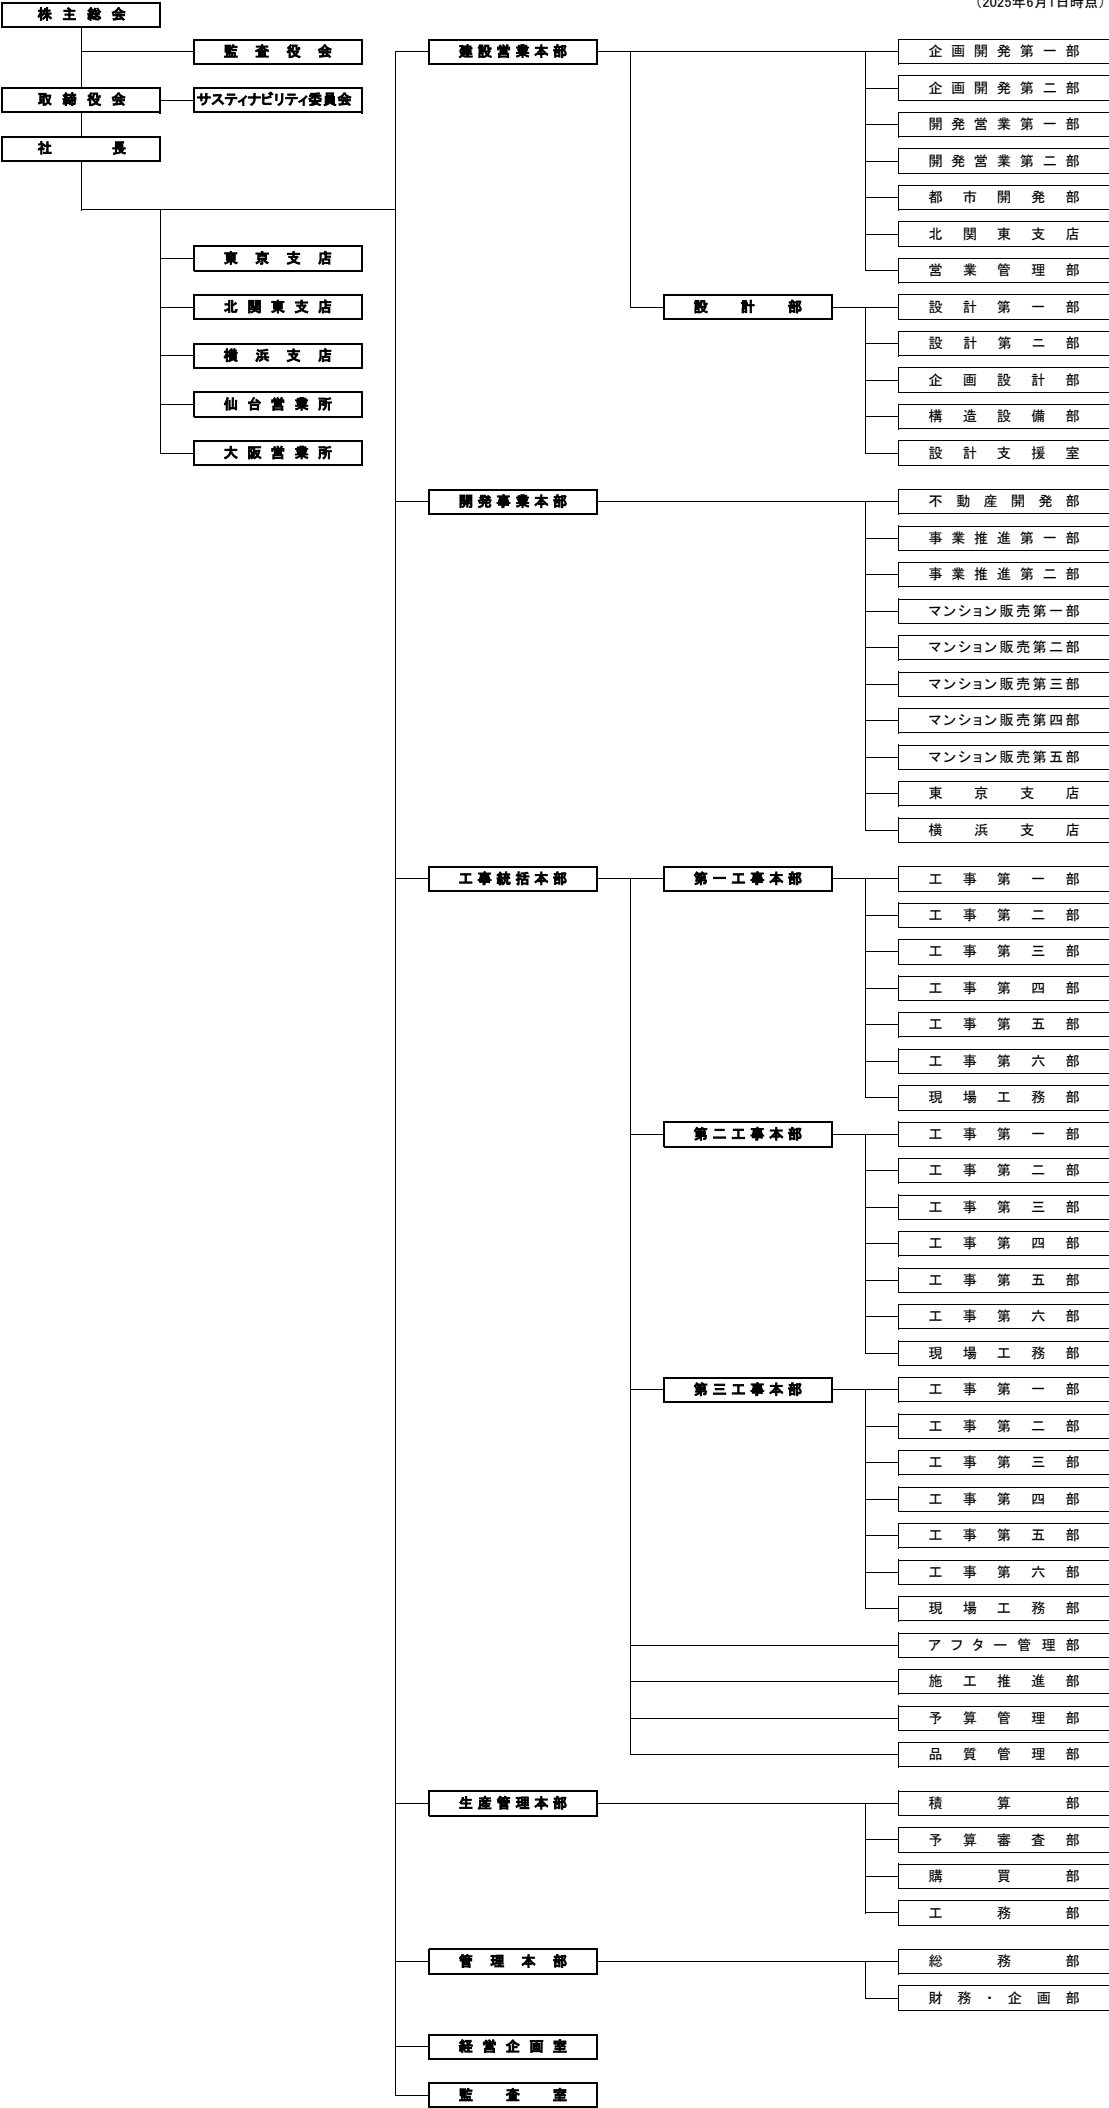 (2025年6月1日時点)
株主総会
監査役会
取締役会
サスティナビリティ委員会
社長
東京支店
北関東支店
横浜支店
仙台営業所
大阪営業所
建設営業本部
企画開発第一部
企画開発第二部
開発営業第一部
開発営業第二部
都市開発部
北関東支店
営業管理部
設計部
設計第一部
設計第二部
企画設計部
構造設備部
設計支援室
開発事業本部
不動産開発部
事業推進第一部
事業推進第二部
マンション販売第一部
マンション販売第二部
マンション販売第三部
マンション販売第四部
マンション販売第五部
東京支店
横浜支店
工事統括本部
第一工事本部
工事第一部
工事第二部
工事第三部
工事第四部
工事第五部
工事第六部
現場工務部
第二工事本部
工事第一部
工事第二部
工事第三部
工事第四部
工事第五部
工事第六部
現場工務部
第三工事本部
工事第一部
工事第二部
工事第三部
工事第四部
工事第五部
工事第六部
現場工務部
アフター管理部
施工推進部
予算管理部
品質管理部
生産管理本部
積算部
予算審査部
購買部
工務部
管理本部
総務部
財務・企画部
経営企画室
監査室